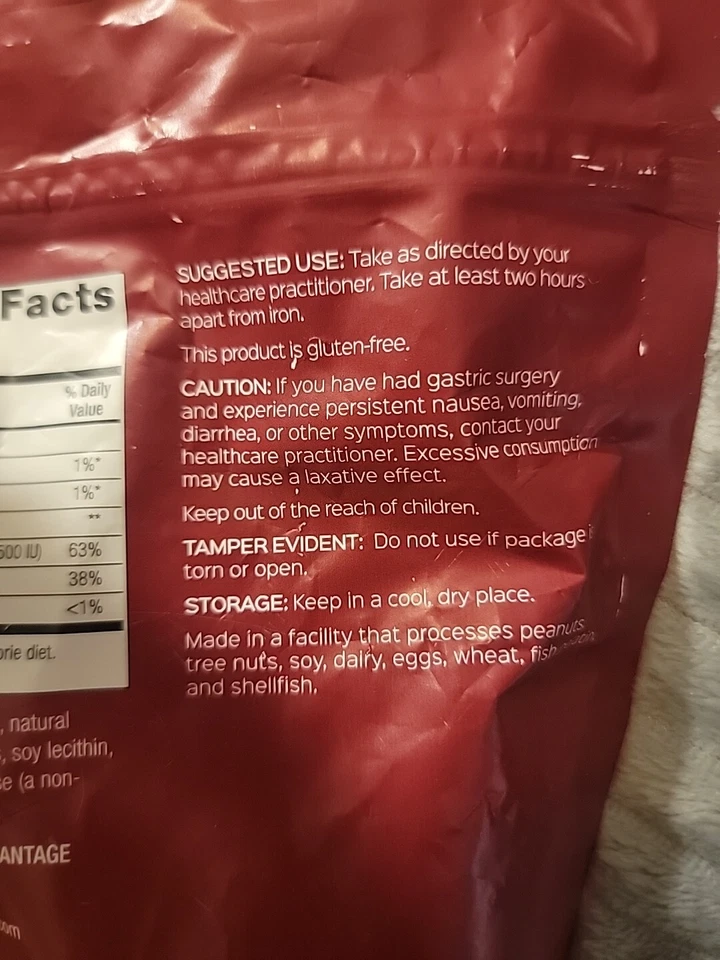 Facts
% Daily
Value
1%*
1%*
**
500 IU) 63%
38%
<1%
orie diet.
, natural
, soy lecithin,
se (a non-
ANTAGE
com
SUGGESTED USE: Take as directed by your
healthcare practitioner. Take at least two hours
apart from iron.
This product is gluten-free.
CAUTION: If you have had gastric surgery
and experience persistent nausea, vomiting,
diarrhea, or other symptoms, contact your
healthcare practitioner. Excessive consumption
may cause a laxative effect.
Keep out of the reach of children.
TAMPER EVIDENT: Do not use if package
torn or open.
STORAGE: Keep in a cool, dry place.
Made in a facility that processes peanuts,
tree nuts, soy, dairy, eggs, wheat, fish
and shellfish.